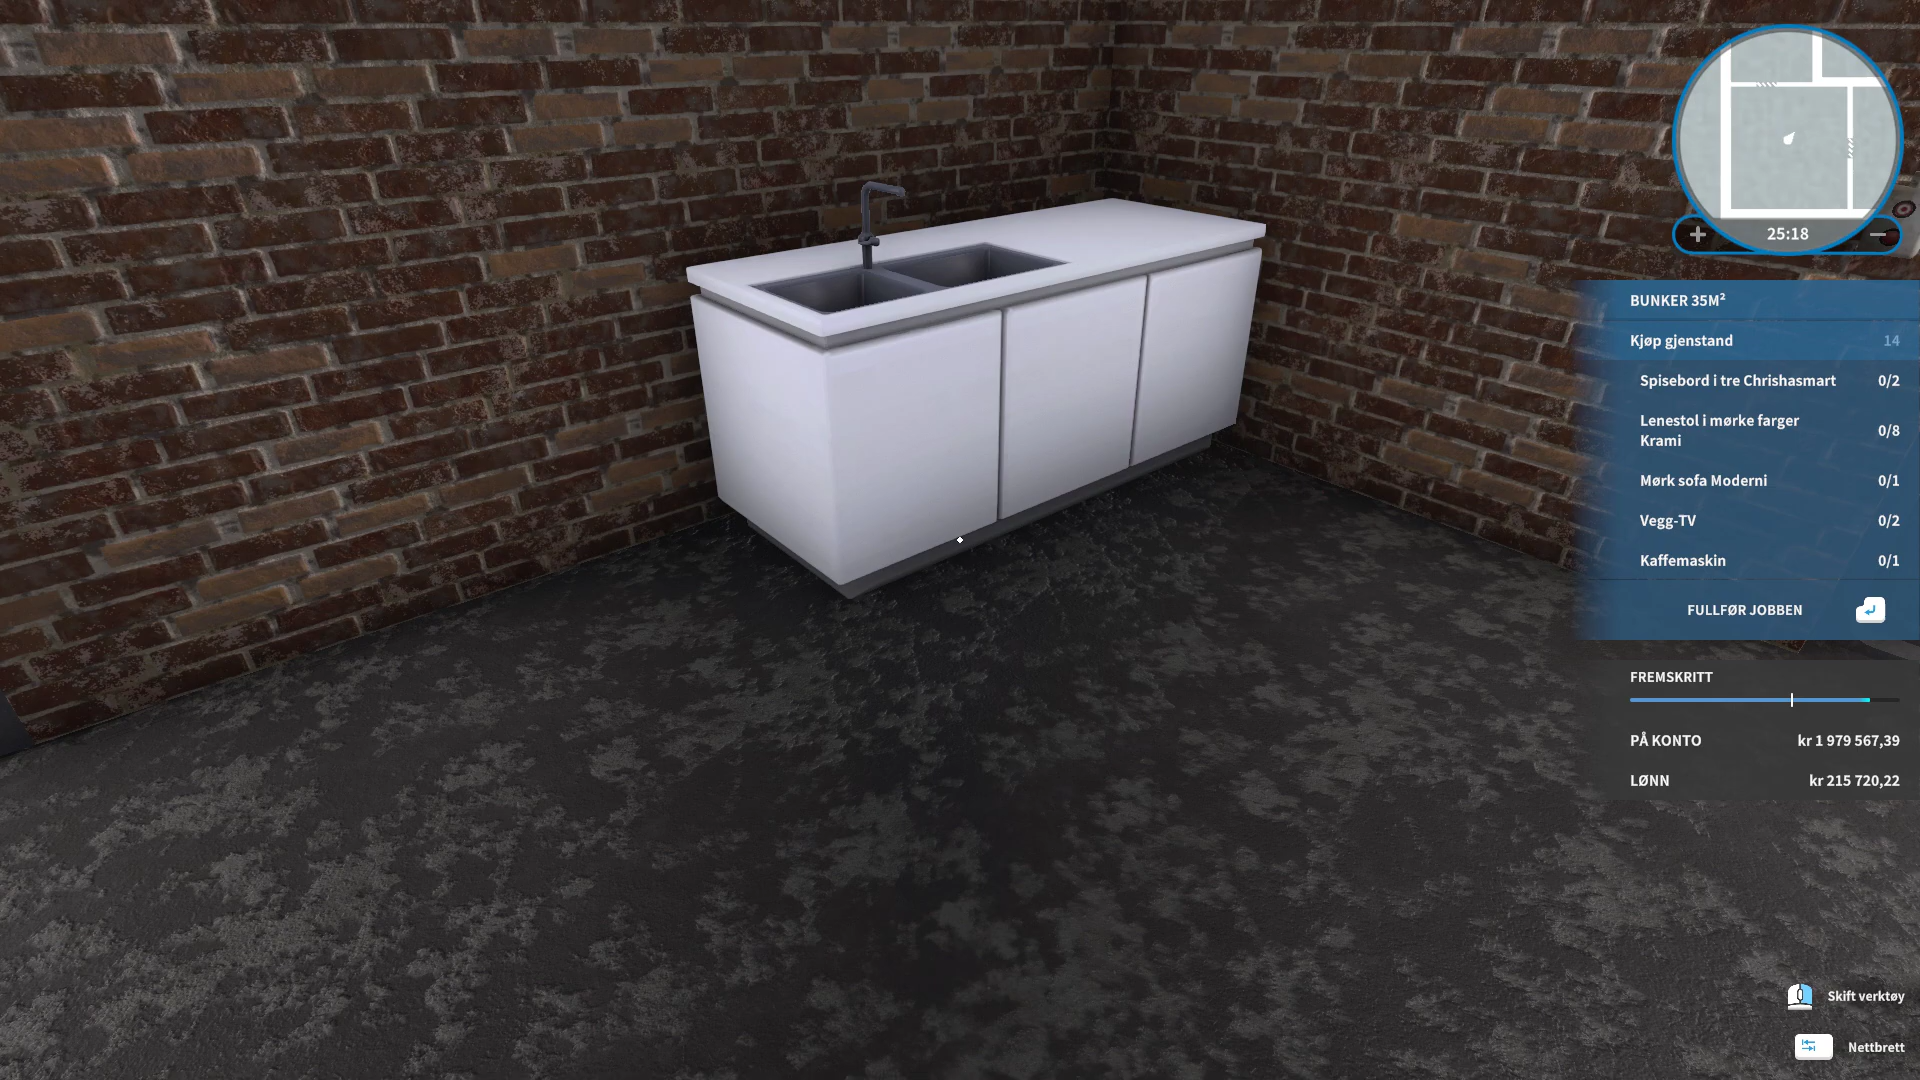 25:18
BUNKER 35M²
Kjøp gjenstand 14
Spisebord i tre Chrishasmart 0/2
Lenestol i mørke farger
Krami 0/8
Mørk sofa Moderni 0/1
Vegg-TV 0/2
Kaffemaskin 0/1
FULLFØR JOBBEN
FREMSKRITT
PÅ KONTO kr 1 979 567,39
LØNN kr 215 720,22
Skift verktøy
Nettbrett